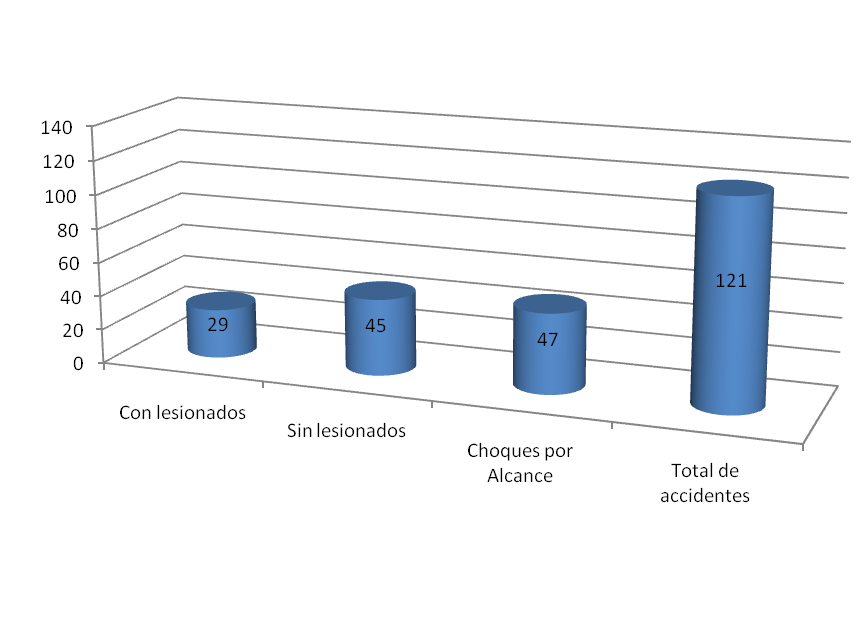 140
120
100
80
60
40
20
0
29
45
47
121
Con lesionados
Sin lesionados
Choques por
Alcance
Total de
accidentes